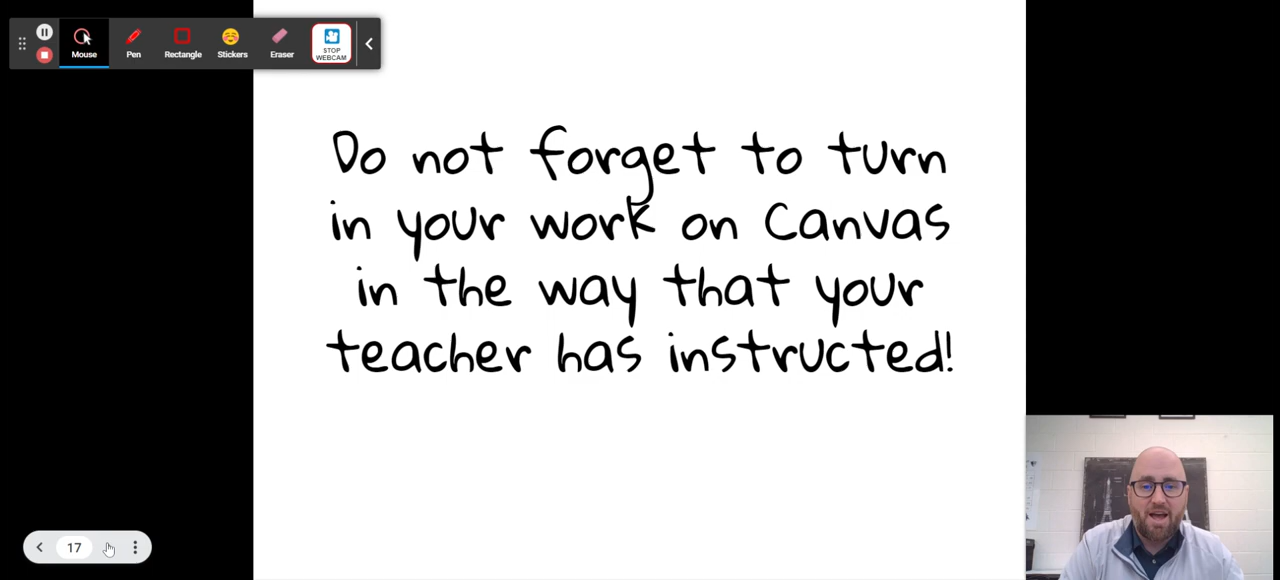 Mouse
Pen
Rectangle
Stickers
Eraser
STOP
WEBCAM
Do not forget to turn
in your work on Canvas
in the way that your
teacher has instructed!
17